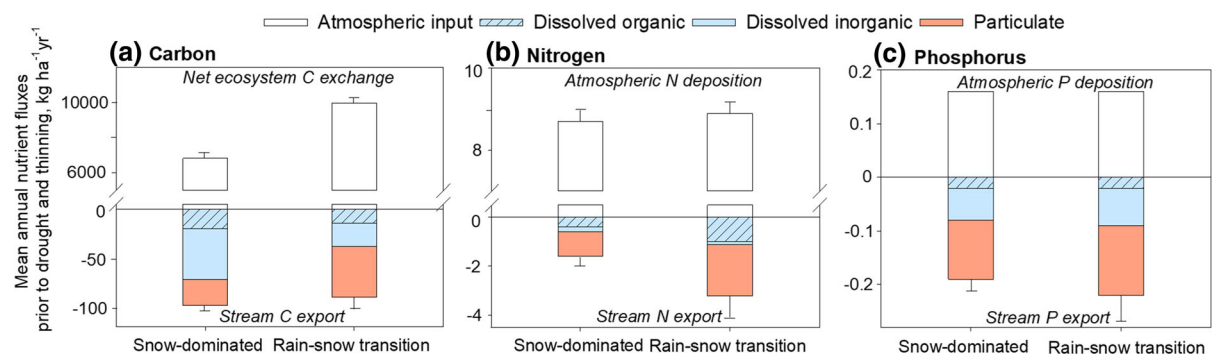 Atmospheric input Dissolved organic Dissolved inorganic Particulate
Mean annual nutrient fluxes
prior to drought and thinning, kg ha⁻¹yr⁻¹
(a) Carbon
Net ecosystem C exchange
10000
6000
0
-50
-100
Stream C export
Snow-dominated Rain-snow transition
(b) Nitrogen
Atmospheric N deposition
10
8
0
-2
-4
Stream N export
Snow-dominated Rain-snow transition
(c) Phosphorus
0.2
Atmospheric P deposition
0.1
0
-0.1
-0.2
Stream P export
Snow-dominated Rain-snow transition